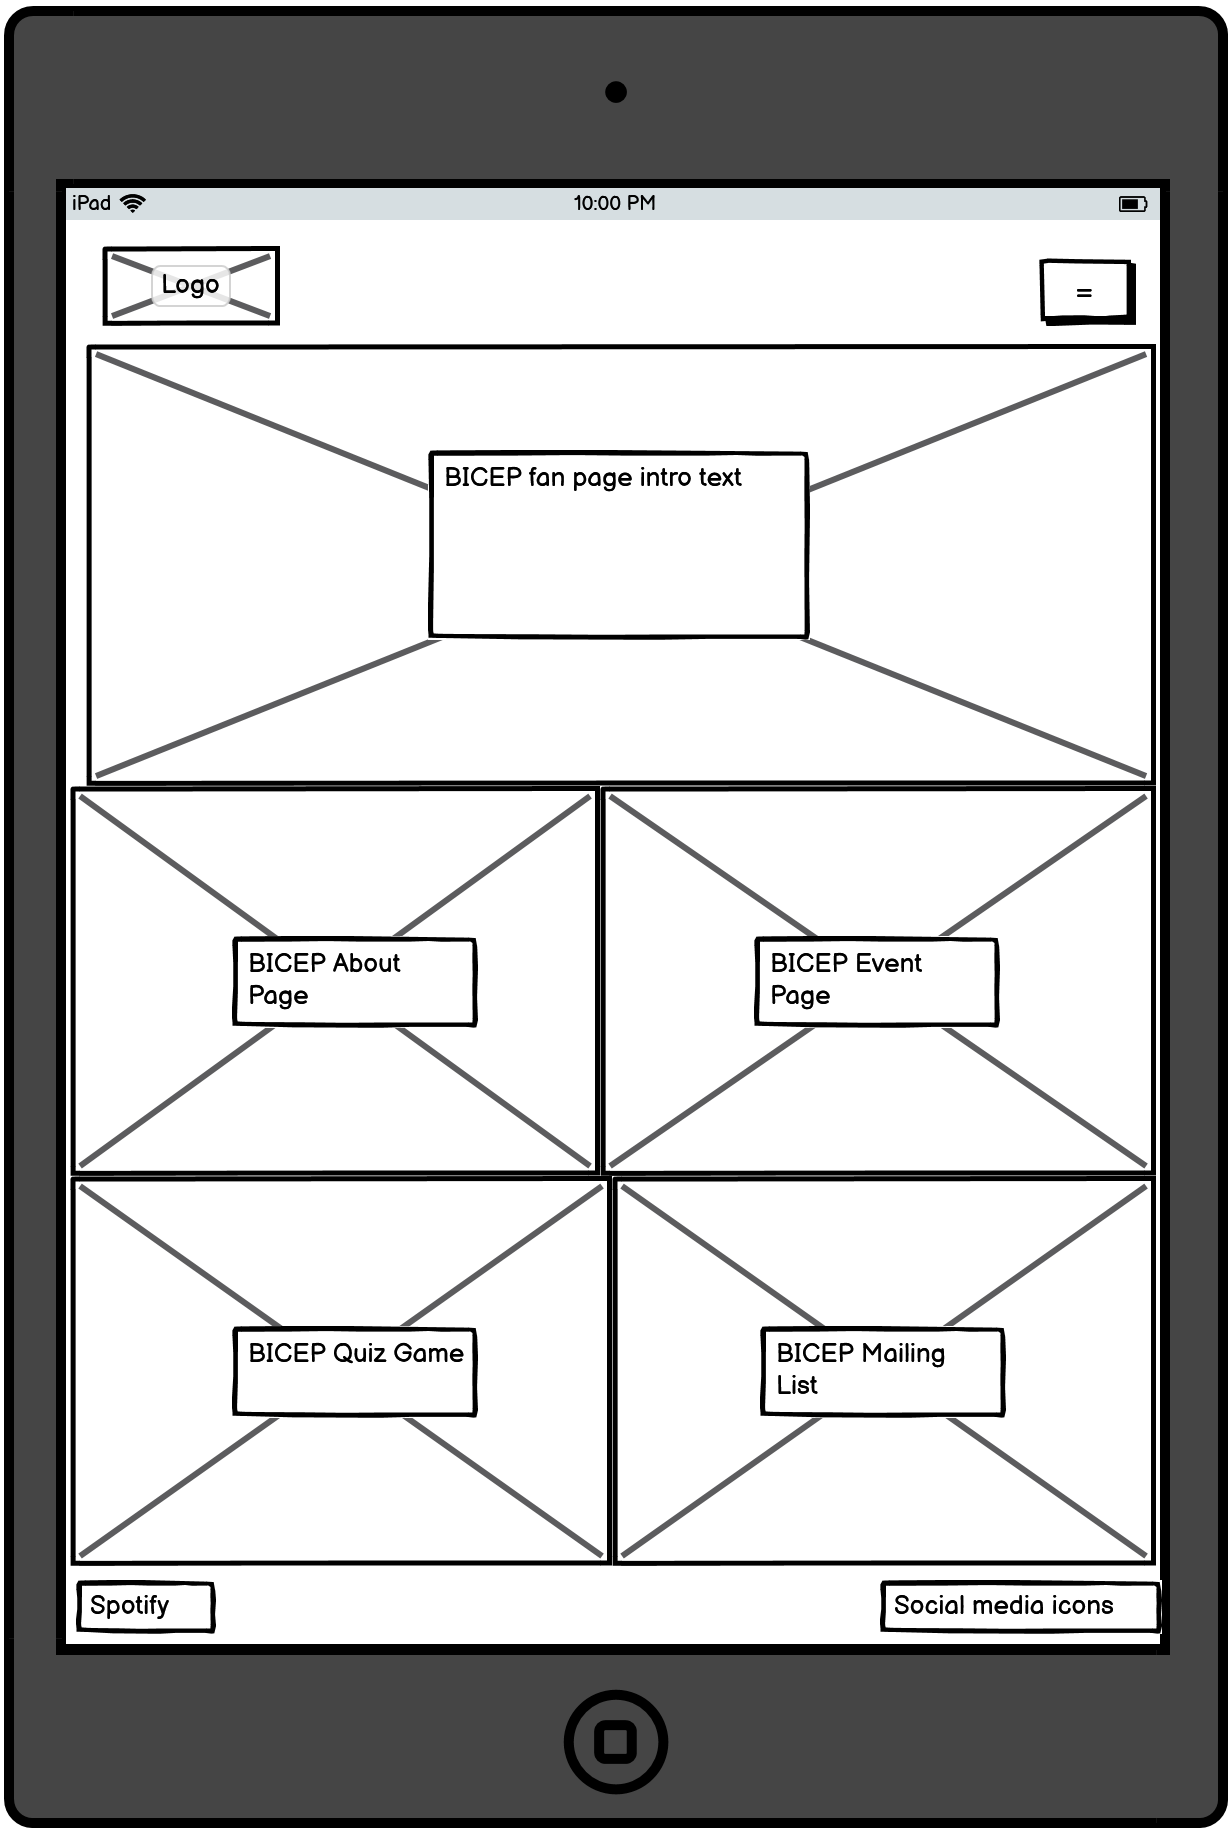 iPad
10:00 PM
Logo
=
BICEP fan page intro text
BICEP About
Page
BICEP Event
Page
BICEP Quiz Game
BICEP Mailing
List
Spotify
Social media icons